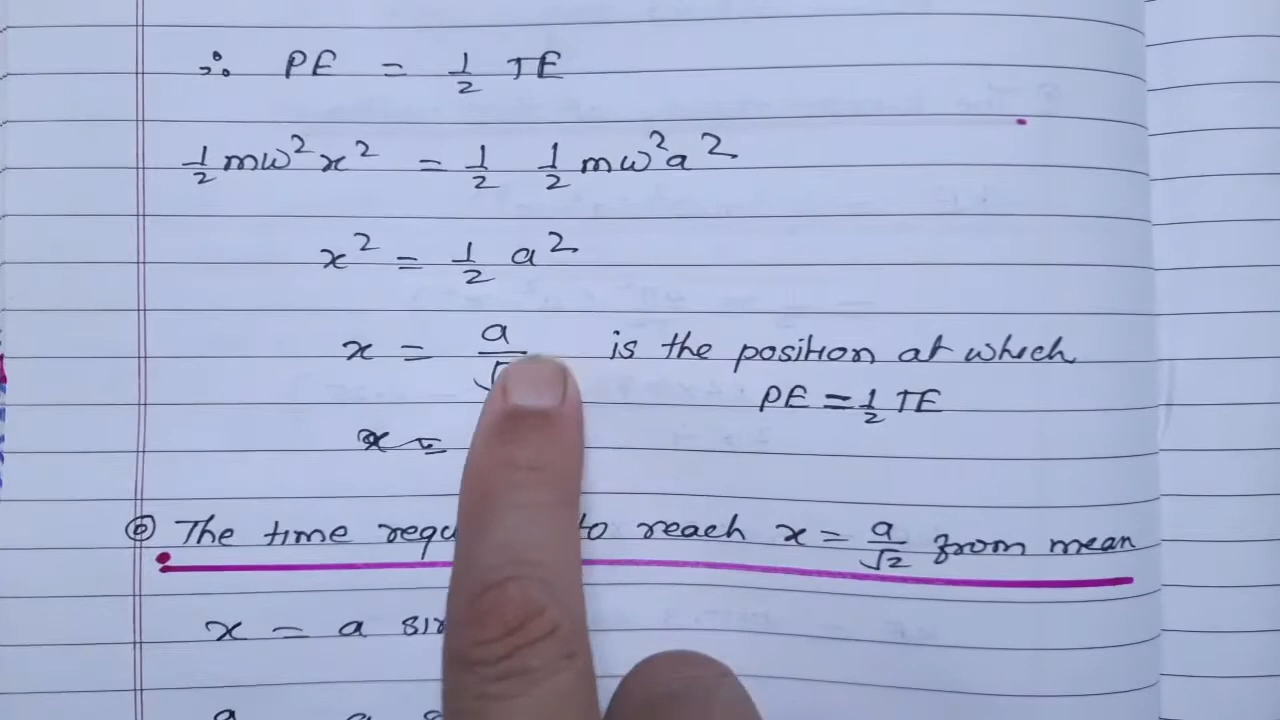 ∴ PE = 1/2 TE
1/2 mω²x² = 1/2 1/2 mω²a²
x² = 1/2 a²
x = a/√ is the position at which
PE = 1/2 TE
x =
⑥ The time to reach x = a/√2 from mean
x = a
a a